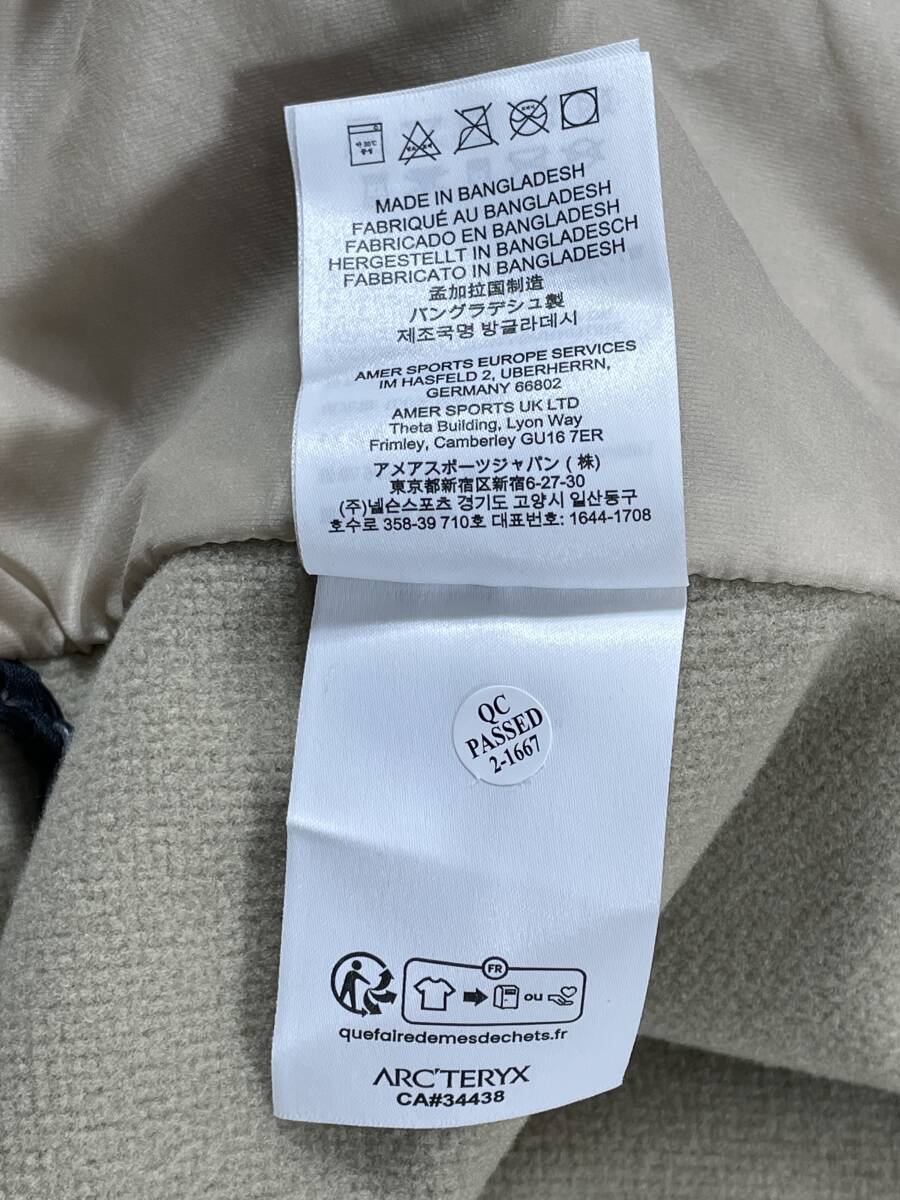 MADE IN BANGLADESH
FABRIQUÉ AU BANGLADESH
FABRICADO EN BANGLADESH
HERGESTELLT IN BANGLADESCH
FABBRICATO IN BANGLADESH
孟加拉国制造
バングラデシュ製
제조국명 방글라데시
AMER SPORTS EUROPE SERVICES
IM HASFELD 2, UBERHERRN,
GERMANY 66802
AMER SPORTS UK LTD
Theta Building, Lyon Way
Frimley, Camberley GU16 7ER
アメアスポーツジャパン (株)
東京都新宿区新宿6-27-30
(주)넬슨스포츠 경기도 고양시 일산동구
호수로 358-39 710호 대표번호: 1644-1708
QC
PASSED
2-1667
FR
ou
quefairedemesdechets.fr
ARC'TERYX
CA#34438